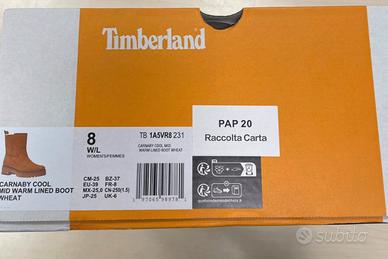 Timberland
8
W/L
WOMEN'S/FEMMES
TB 1A5VR8 231
CARNABY COOL MID
WARM LINED BOOT WHEAT
PAP 20
Raccolta Carta
CARNABY COOL
MID WARM LINED BOOT
WHEAT
CM-25 BZ-37
EU-39 FR-8
MX-25,0 CN-250(1.5)
JP-25 UK-6
subito